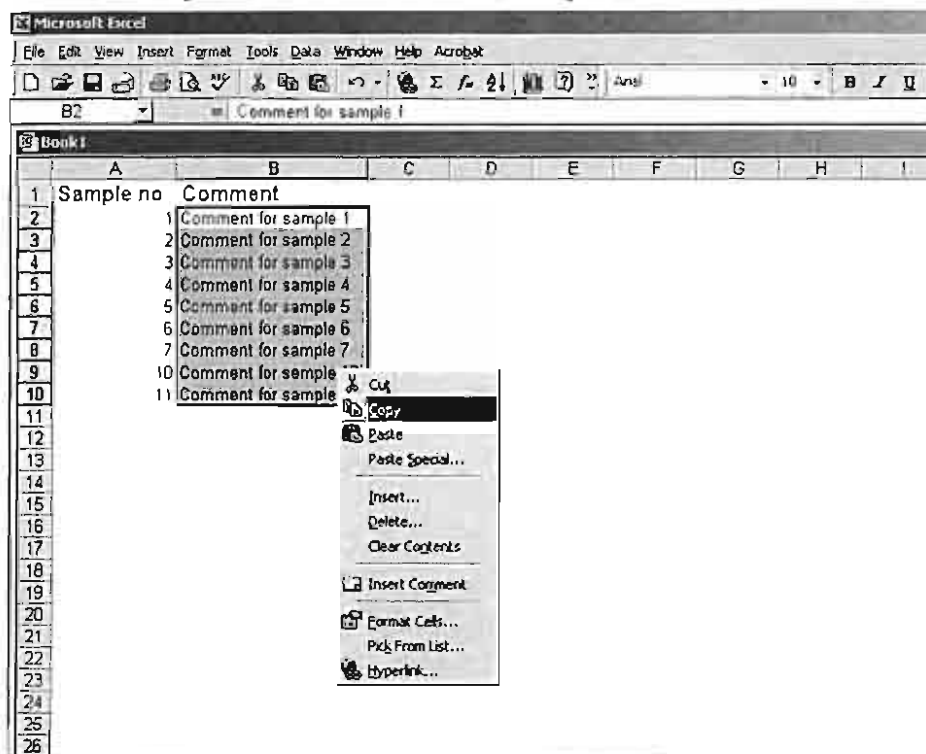 Microsoft Excel
File Edit View Insert Format Tools Data Window Help Acrobat
10 B I U
B2 = Comment for sample 1
Book1
A B C D E F G H I
1 Sample no Comment
2 1 Comment for sample 1
3 2 Comment for sample 2
4 3 Comment for sample 3
5 4 Comment for sample 4
6 5 Comment for sample 5
7 6 Comment for sample 6
8 7 Comment for sample 7
9 10 Comment for sample
10 11 Comment for sample
Cut
Copy
11
12 Paste
13 Paste Special...
14
15 Insert...
16 Delete...
17 Clear Contents
18
19 Insert Comment
20
21 Format Cells...
22 Pick From List...
23 Hyperlink...
24
25
26